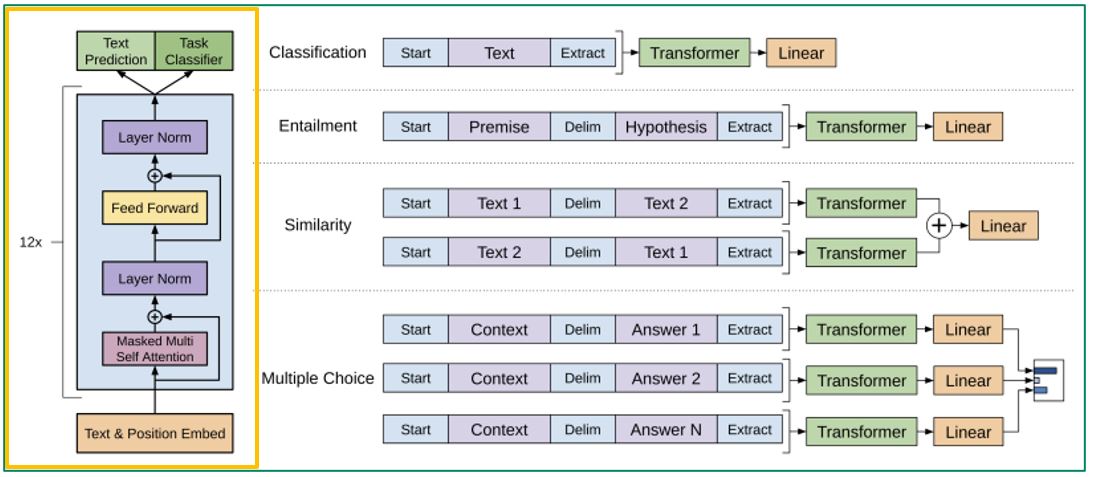 Text
Prediction
Task
Classifier
Layer Norm
+
Feed Forward
12x
Layer Norm
+
Masked Multi
Self Attention
Text & Position Embed
Classification
Start Text Extract Transformer Linear
Entailment
Start Premise Delim Hypothesis Extract Transformer Linear
Similarity
Start Text 1 Delim Text 2 Extract Transformer
+ Linear
Start Text 2 Delim Text 1 Extract Transformer
Multiple Choice
Start Context Delim Answer 1 Extract Transformer Linear
Start Context Delim Answer 2 Extract Transformer Linear
Start Context Delim Answer N Extract Transformer Linear